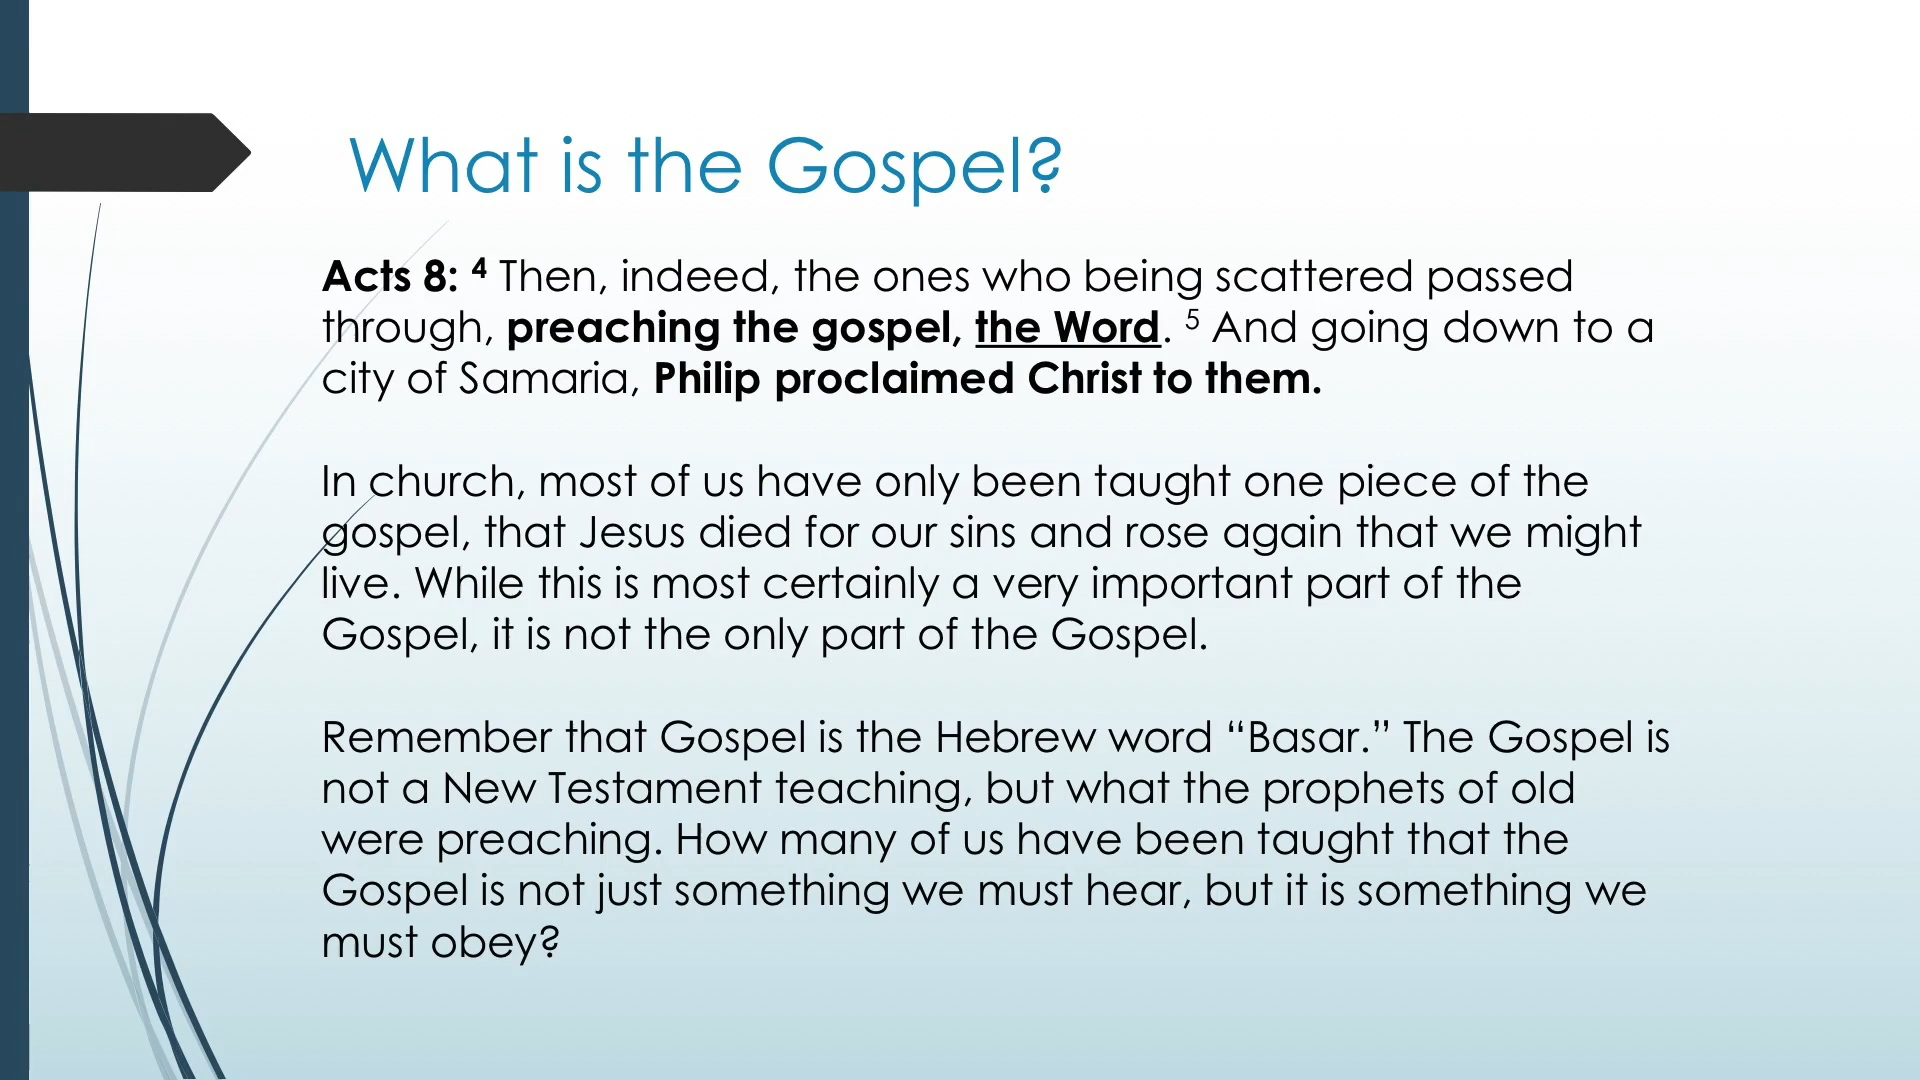 What is the Gospel?
Acts 8: ⁴ Then, indeed, the ones who being scattered passed
through, preaching the gospel, the Word. ⁵ And going down to a
city of Samaria, Philip proclaimed Christ to them.
In church, most of us have only been taught one piece of the
gospel, that Jesus died for our sins and rose again that we might
live. While this is most certainly a very important part of the
Gospel, it is not the only part of the Gospel.
Remember that Gospel is the Hebrew word “Basar.” The Gospel is
not a New Testament teaching, but what the prophets of old
were preaching. How many of us have been taught that the
Gospel is not just something we must hear, but it is something we
must obey?